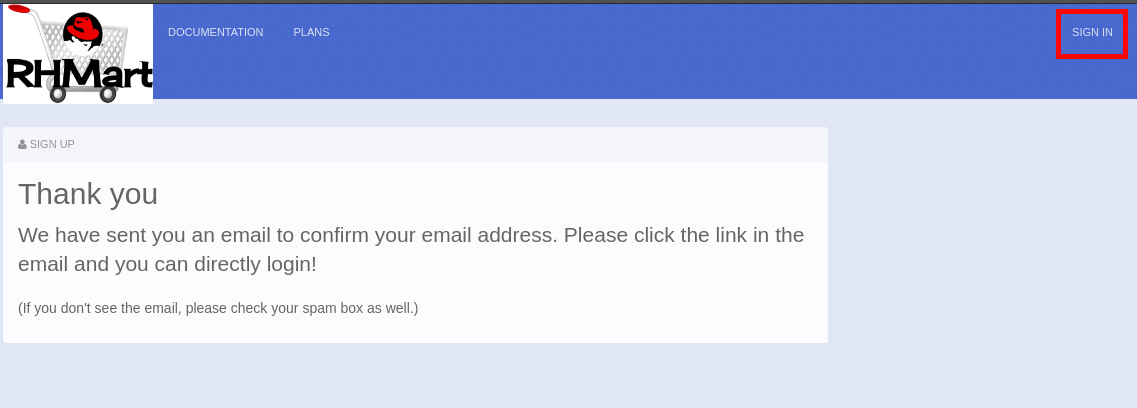 RHMart
DOCUMENTATION
PLANS
SIGN IN
SIGN UP
Thank you
We have sent you an email to confirm your email address. Please click the link in the
email and you can directly login!
(If you don't see the email, please check your spam box as well.)